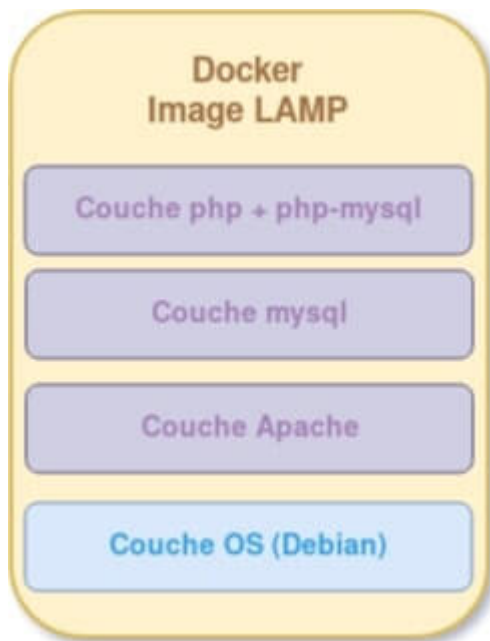 Docker
Image LAMP
Couche php + php-mysql
Couche mysql
Couche Apache
Couche OS (Debian)